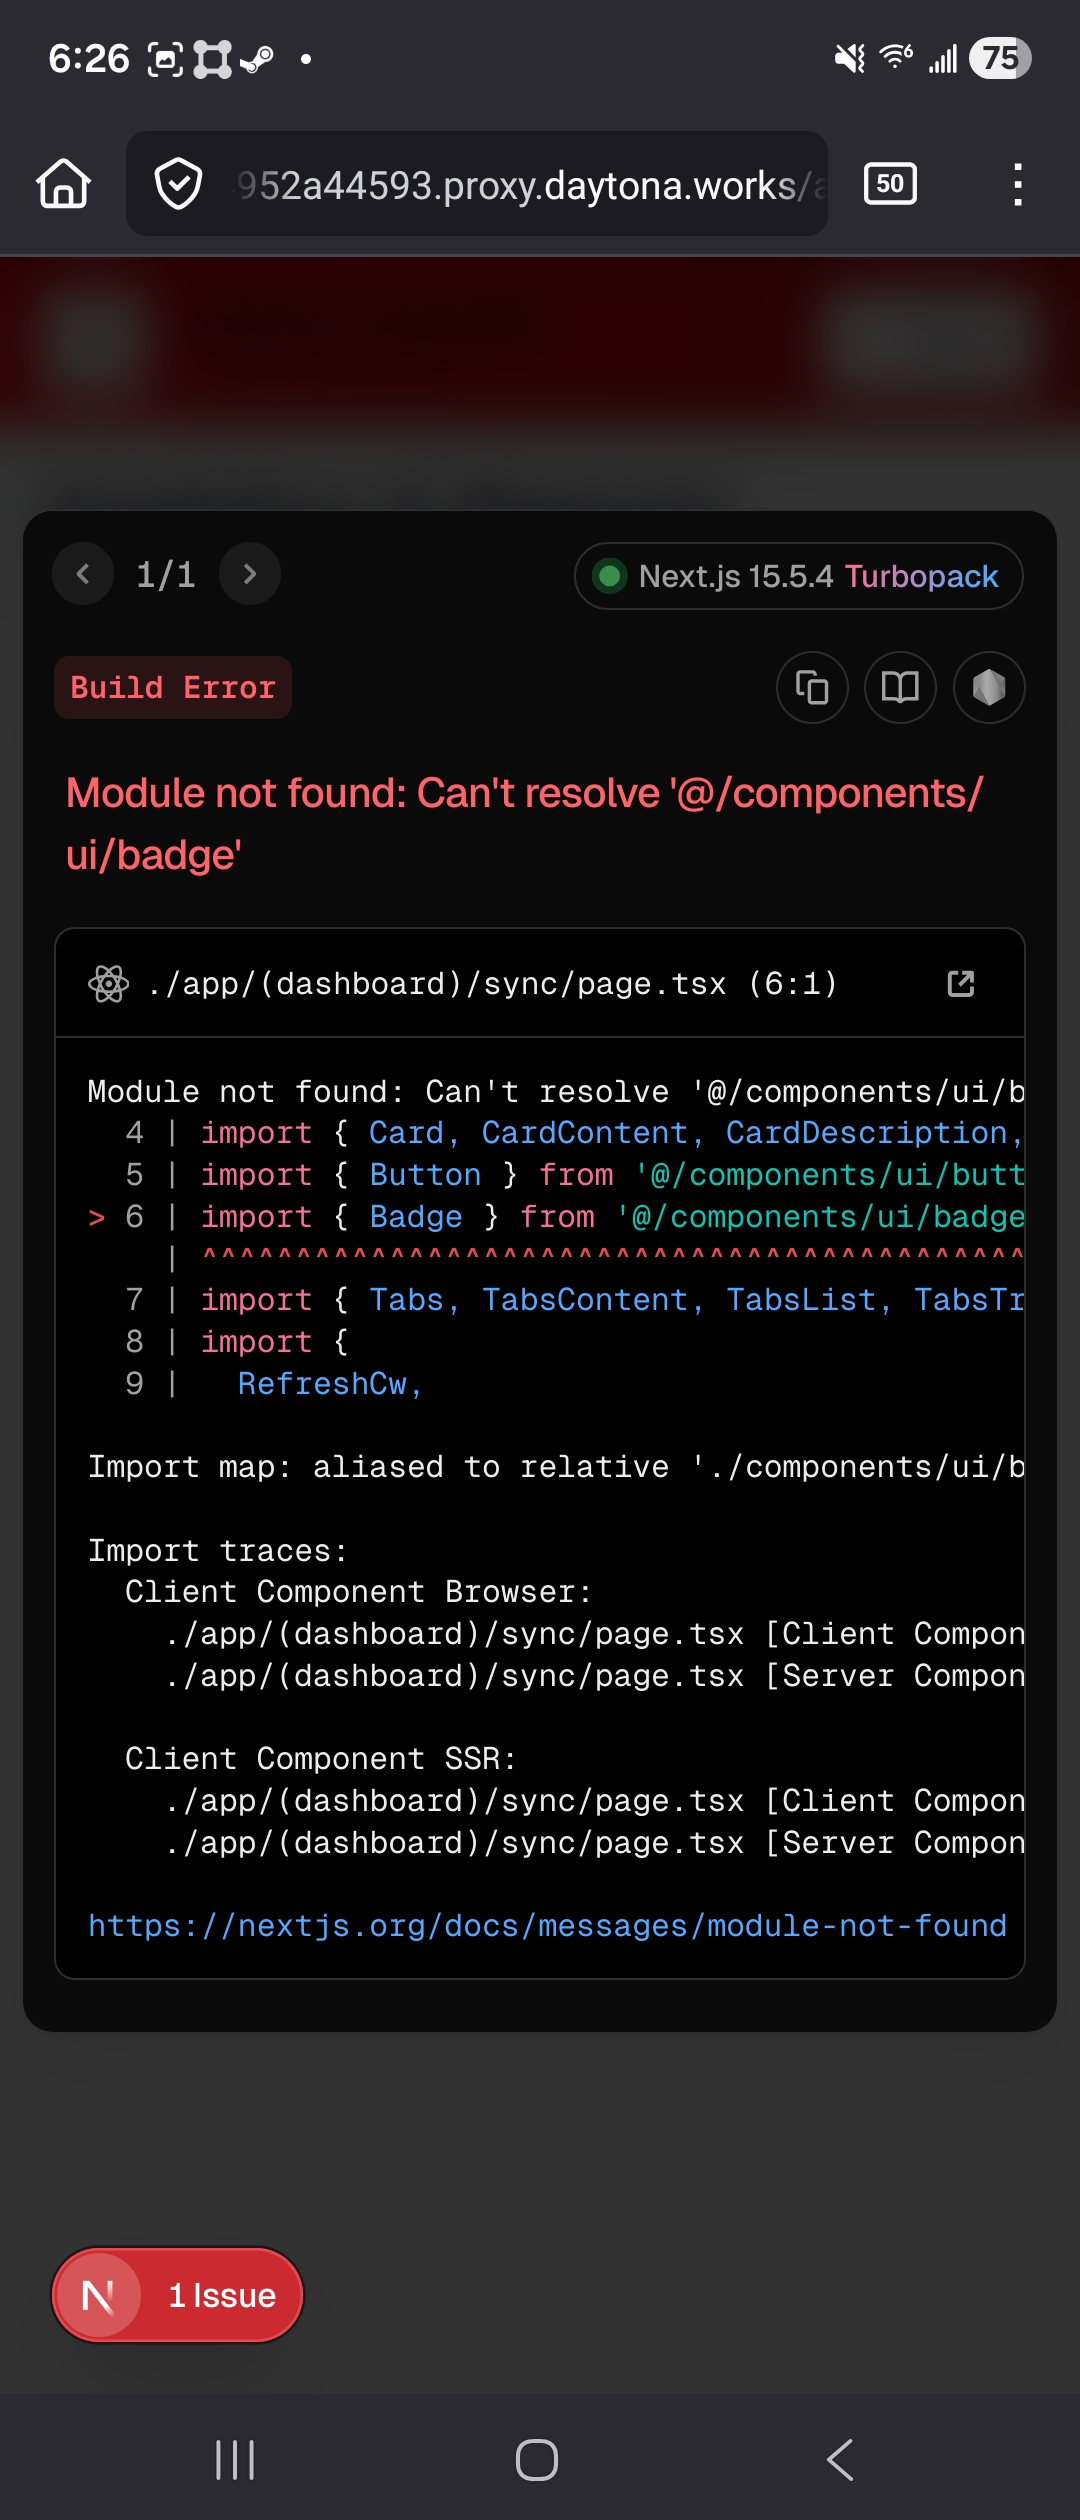 6:26
6
75
952a44593.proxy.daytona.works/a
50
1/1
Next.js 15.5.4 Turbopack
Build Error
Module not found: Can't resolve '@/components/
ui/badge'
./app/(dashboard)/sync/page.tsx (6:1)
Module not found: Can't resolve '@/components/ui/b
4 | import { Card, CardContent, CardDescription,
5 | import { Button } from '@/components/ui/butt
> 6 | import { Badge } from '@/components/ui/badge
| ^^^^^^^^^^^^^^^^^^^^^^^^^^^^^^^^^^^^^^^^^^^^
7 | import { Tabs, TabsContent, TabsList, TabsTr
8 | import {
9 | RefreshCw,
Import map: aliased to relative './components/ui/b
Import traces:
Client Component Browser:
./app/(dashboard)/sync/page.tsx [Client Compon
./app/(dashboard)/sync/page.tsx [Server Compon
Client Component SSR:
./app/(dashboard)/sync/page.tsx [Client Compon
./app/(dashboard)/sync/page.tsx [Server Compon
https://nextjs.org/docs/messages/module-not-found
N 1 Issue